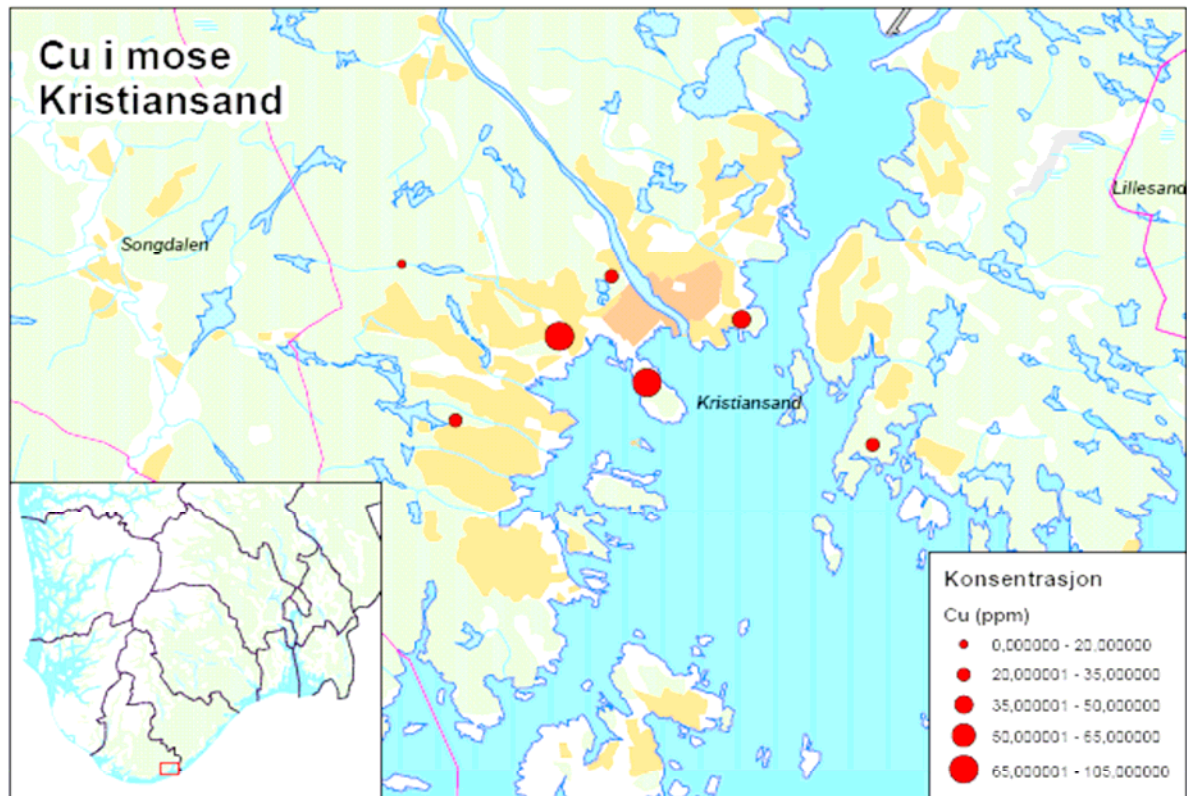 Cu i mose
Kristiansand
Lillesand
Songdalen
Kristiansand
Konsentrasjon
Cu (ppm)
0,000000 - 20,000000
20,000001 - 35,000000
35,000001 - 50,000000
50,000001 - 65,000000
65,000001 - 105,000000